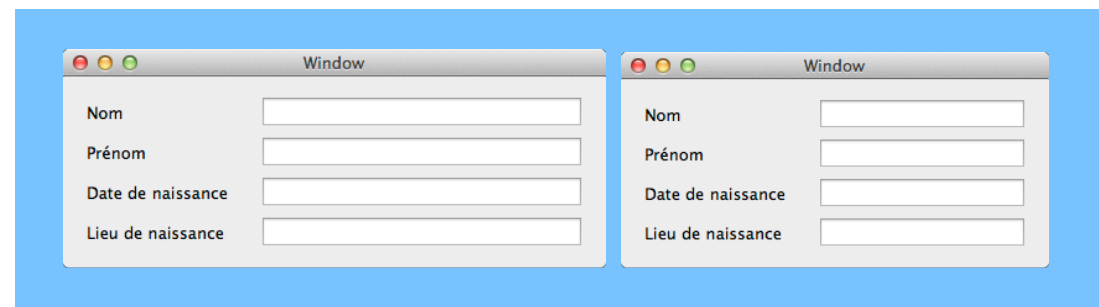 Window
Nom
Prénom
Date de naissance
Lieu de naissance
Window
Nom
Prénom
Date de naissance
Lieu de naissance